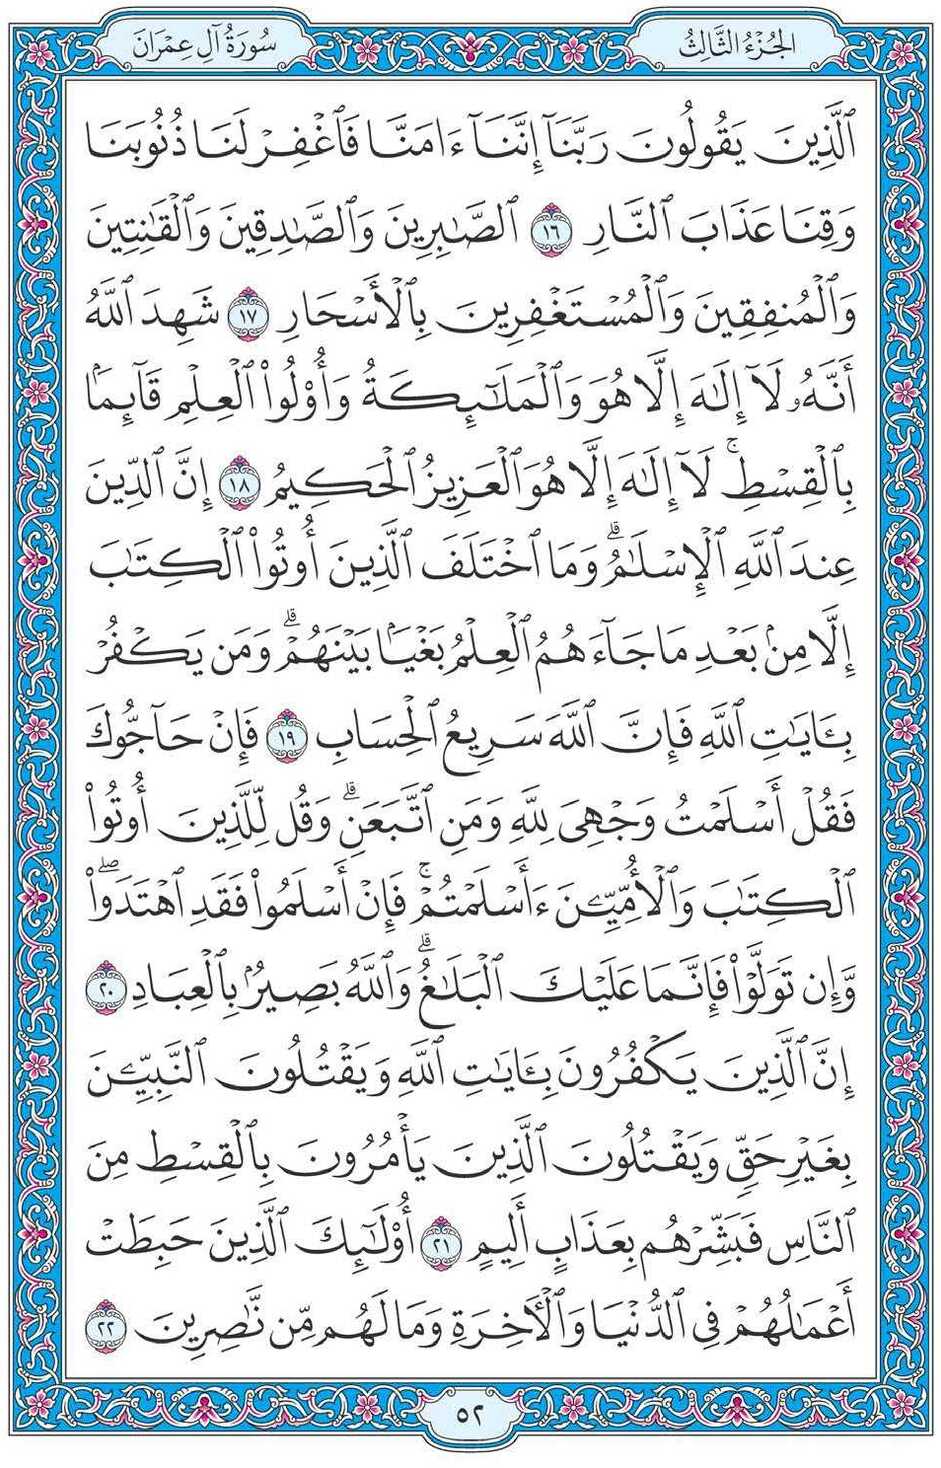 الجُزْءُ الثَّالِثُ
سُورَةُ آلِ عِمْرَانَ
ٱلَّذِينَ يَقُولُونَ رَبَّنَآ إِنَّنَآ ءَامَنَّا فَٱغْفِرْ لَنَا ذُنُوبَنَا
وَقِنَا عَذَابَ ٱلنَّارِ ١٦ ٱلصَّٰبِرِينَ وَٱلصَّٰدِقِينَ وَٱلْقَٰنِتِينَ
وَٱلْمُنفِقِينَ وَٱلْمُسْتَغْفِرِينَ بِٱلْأَسْحَارِ ١٧ شَهِدَ ٱللَّهُ
أَنَّهُۥ لَآ إِلَٰهَ إِلَّا هُوَ وَٱلْمَلَٰٓئِكَةُ وَأُو۟لُوا۟ ٱلْعِلْمِ قَآئِمًۢا
بِٱلْقِسْطِ ۚ لَآ إِلَٰهَ إِلَّا هُوَ ٱلْعَزِيزُ ٱلْحَكِيمُ ١٨ إِنَّ ٱلدِّينَ
عِندَ ٱللَّهِ ٱلْإِسْلَٰمُ ۗ وَمَا ٱخْتَلَفَ ٱلَّذِينَ أُوتُوا۟ ٱلْكِتَٰبَ
إِلَّا مِنۢ بَعْدِ مَا جَآءَهُمُ ٱلْعِلْمُ بَغْيًۢا بَيْنَهُمْ ۗ وَمَن يَكْفُرْ
بِـَٔايَٰتِ ٱللَّهِ فَإِنَّ ٱللَّهَ سَرِيعُ ٱلْحِسَابِ ١٩ فَإِنْ حَآجُّوكَ
فَقُلْ أَسْلَمْتُ وَجْهِىَ لِلَّهِ وَمَنِ ٱتَّبَعَنِ ۗ وَقُل لِّلَّذِينَ أُوتُوا۟
ٱلْكِتَٰبَ وَٱلْأُمِّيِّـۧنَ ءَأَسْلَمْتُمْ ۚ فَإِنْ أَسْلَمُوا۟ فَقَدِ ٱهْتَدَوا۟ ۖ
وَّإِن تَوَلَّوْا۟ فَإِنَّمَا عَلَيْكَ ٱلْبَلَٰغُ ۗ وَٱللَّهُ بَصِيرٌۢ بِٱلْعِبَادِ ٢٠
إِنَّ ٱلَّذِينَ يَكْفُرُونَ بِـَٔايَٰتِ ٱللَّهِ وَيَقْتُلُونَ ٱلنَّبِيِّـۧنَ
بِغَيْرِ حَقٍّ وَيَقْتُلُونَ ٱلَّذِينَ يَأْمُرُونَ بِٱلْقِسْطِ مِنَ
ٱلنَّاسِ فَبَشِّرْهُم بِعَذَابٍ أَلِيمٍ ٢١ أُو۟لَٰٓئِكَ ٱلَّذِينَ حَبِطَتْ
أَعْمَٰلُهُمْ فِى ٱلدُّنْيَا وَٱلْـَٔاخِرَةِ وَمَا لَهُم مِّن نَّٰصِرِينَ ٢٢
٥٢